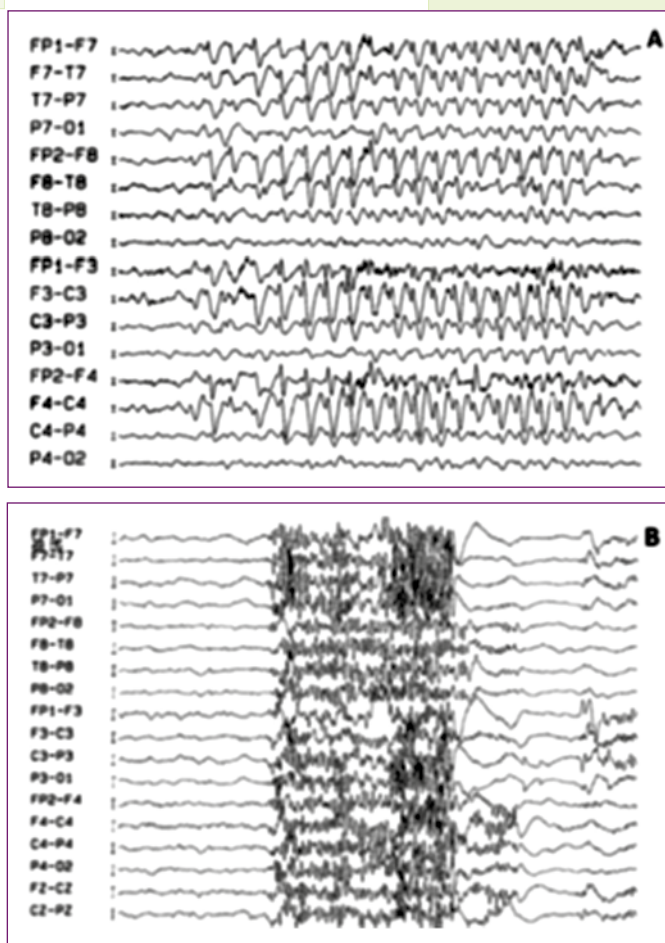 A
FP1-F7
F7-T7
T7-P7
P7-O1
FP2-F8
F8-T8
T8-P8
P8-O2
FP1-F3
F3-C3
C3-P3
P3-O1
FP2-F4
F4-C4
C4-P4
P4-O2
B
FP1-F7
F7-T7
T7-P7
P7-O1
FP2-F8
F8-T8
T8-P8
P8-O2
FP1-F3
F3-C3
C3-P3
P3-O1
FP2-F4
F4-C4
C4-P4
P4-O2
FZ-CZ
CZ-PZ